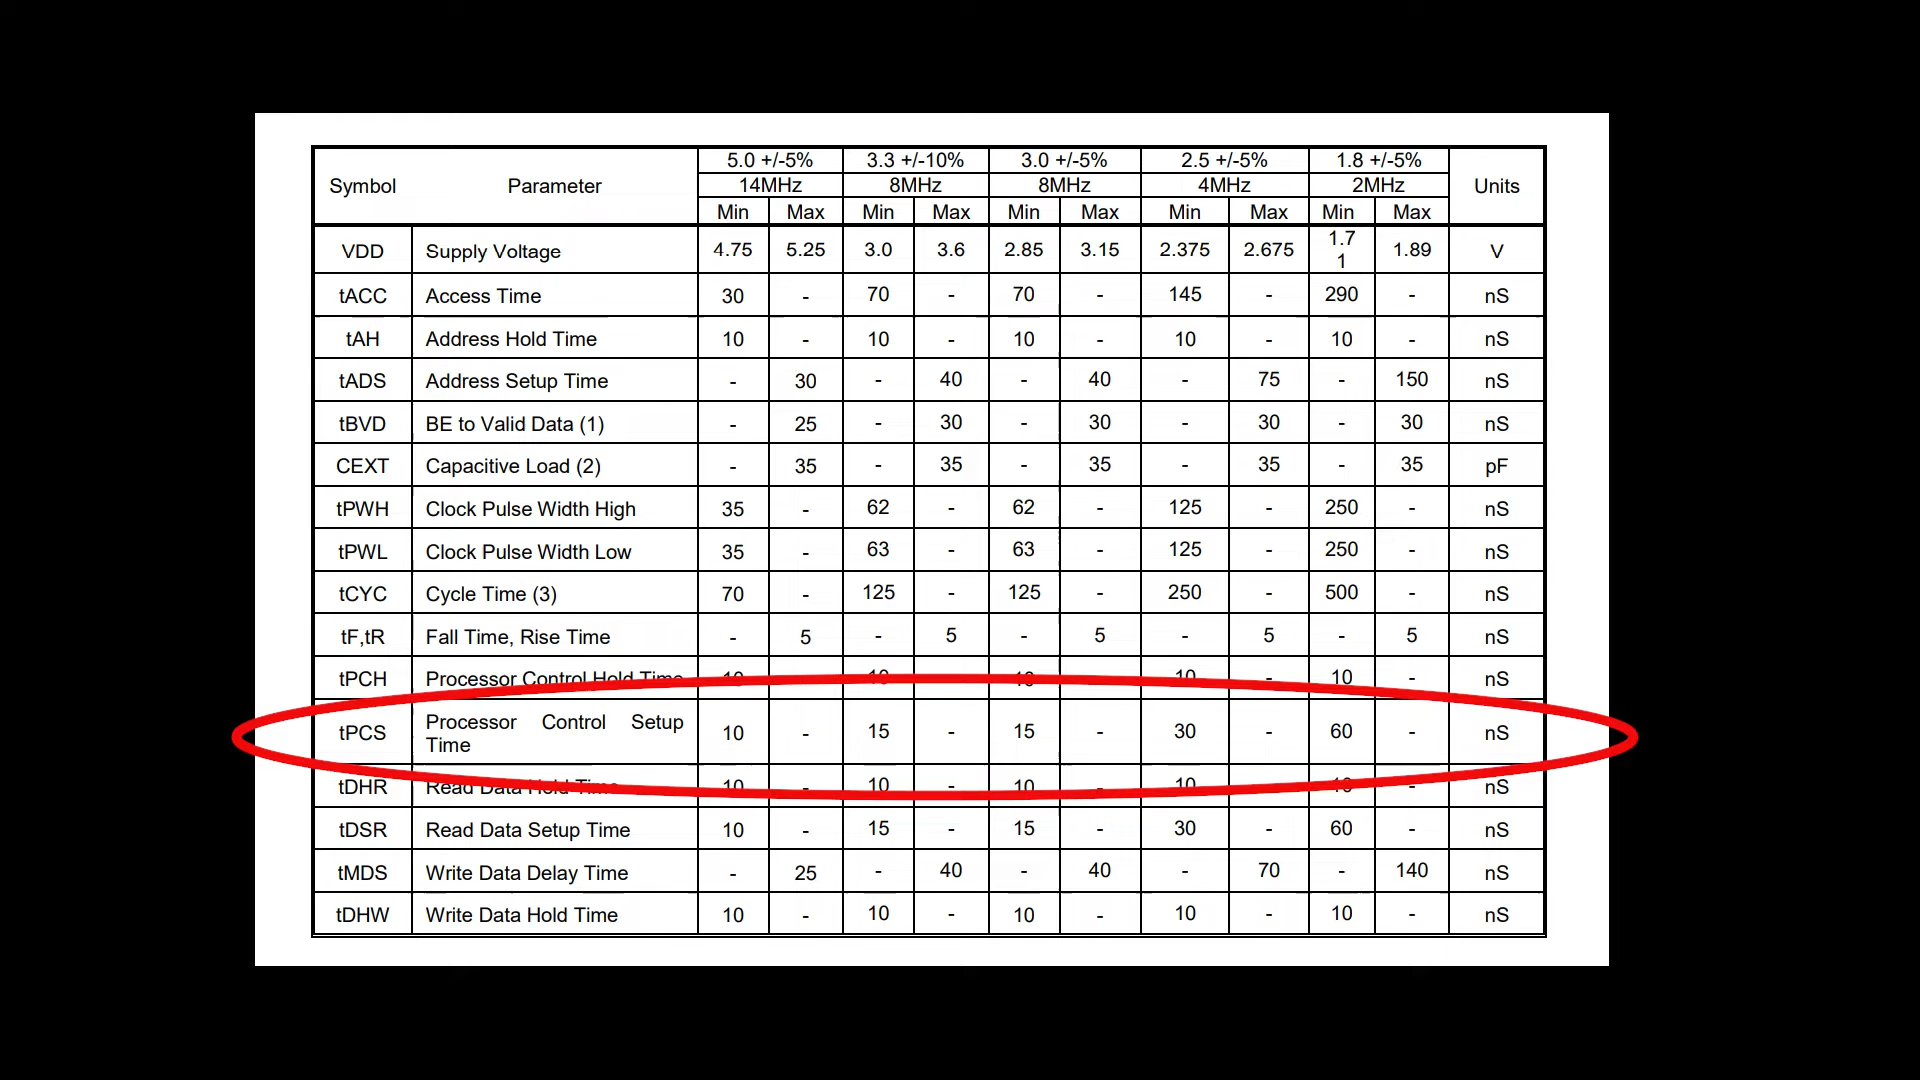 Symbol Parameter 5.0 +/-5% 3.3 +/-10% 3.0 +/-5% 2.5 +/-5% 1.8 +/-5% Units
14MHz 8MHz 8MHz 4MHz 2MHz
Min Max Min Max Min Max Min Max Min Max
VDD Supply Voltage 4.75 5.25 3.0 3.6 2.85 3.15 2.375 2.675 1.7 1 1.89 V
tACC Access Time 30 - 70 - 70 - 145 - 290 - nS
tAH Address Hold Time 10 - 10 - 10 - 10 - 10 - nS
tADS Address Setup Time - 30 - 40 - 40 - 75 - 150 nS
tBVD BE to Valid Data (1) - 25 - 30 - 30 - 30 - 30 nS
CEXT Capacitive Load (2) - 35 - 35 - 35 - 35 - 35 pF
tPWH Clock Pulse Width High 35 - 62 - 62 - 125 - 250 - nS
tPWL Clock Pulse Width Low 35 - 63 - 63 - 125 - 250 - nS
tCYC Cycle Time (3) 70 - 125 - 125 - 250 - 500 - nS
tF,tR Fall Time, Rise Time - 5 - 5 - 5 - 5 - 5 nS
tPCH Processor Control Hold Time 10 - 10 - 10 - 10 - 10 - nS
tPCS Processor Control Setup Time 10 - 15 - 15 - 30 - 60 - nS
tDHR Read Data Hold Time 10 - 10 - 10 - 10 - 10 - nS
tDSR Read Data Setup Time 10 - 15 - 15 - 30 - 60 - nS
tMDS Write Data Delay Time - 25 - 40 - 40 - 70 - 140 nS
tDHW Write Data Hold Time 10 - 10 - 10 - 10 - 10 - nS